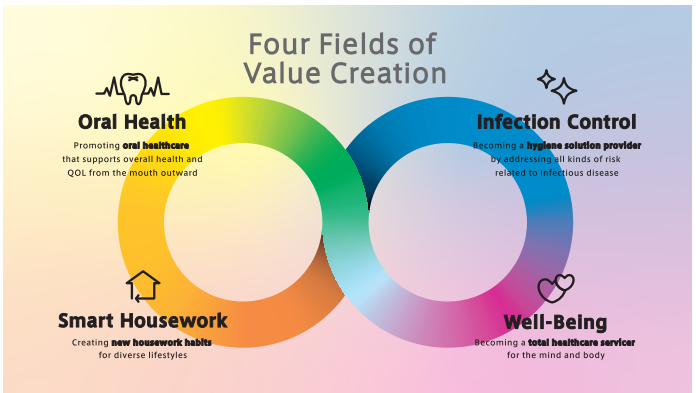 Four Fields of
Value Creation
Oral Health
Promoting oral healthcare
that supports overall health and
QOL from the mouth outward
Infection Control
Becoming a hygiene solution provider
by addressing all kinds of risk
related to infectious disease
Smart Housework
Creating new housework habits
for diverse lifestyles
Well-Being
Becoming a total healthcare servicer
for the mind and body